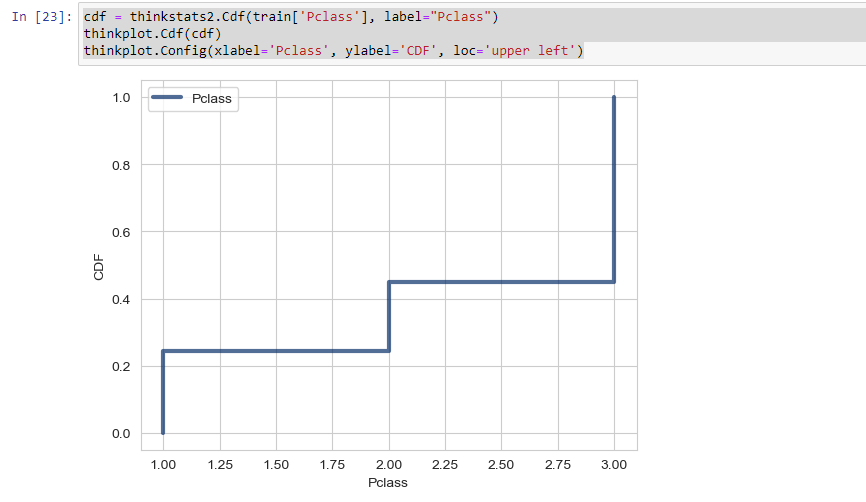 In [23]: cdf = thinkstats2.Cdf(train['Pclass'], label="Pclass")
thinkplot.Cdf(cdf)
thinkplot.Config(xlabel='Pclass', ylabel='CDF', loc='upper left')
Pclass
1.0
0.8
0.6
0.4
0.2
0.0
CDF
1.00 1.25 1.50 1.75 2.00 2.25 2.50 2.75 3.00
Pclass